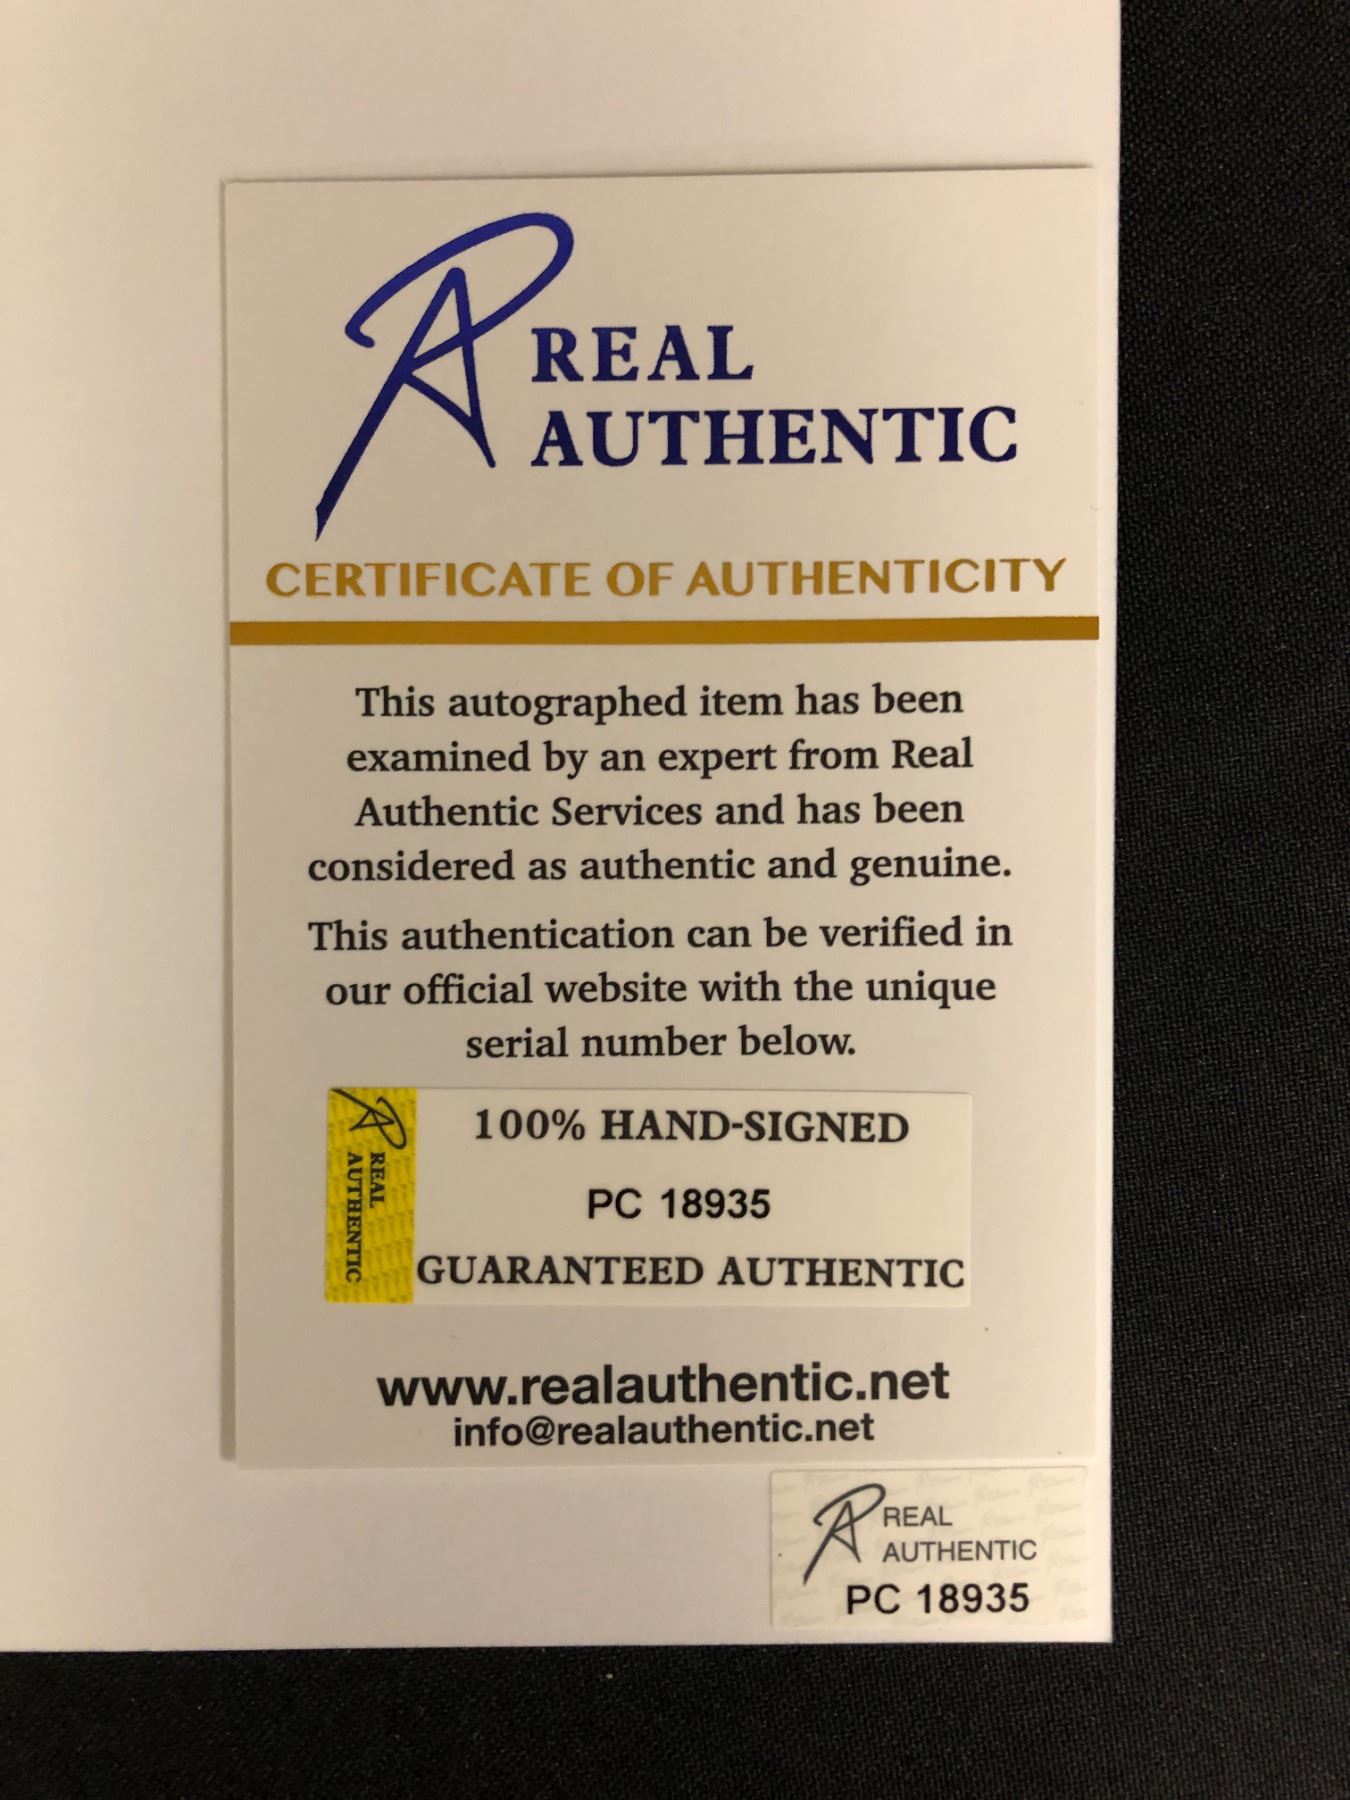 REAL
AUTHENTIC
CERTIFICATE OF AUTHENTICITY
This autographed item has been
examined by an expert from Real
Authentic Services and has been
considered as authentic and genuine.
This authentication can be verified in
our official website with the unique
serial number below.
REAL
AUTHENTIC
100% HAND-SIGNED
PC 18935
GUARANTEED AUTHENTIC
www.realauthentic.net
info@realauthentic.net
REAL
AUTHENTIC
PC 18935